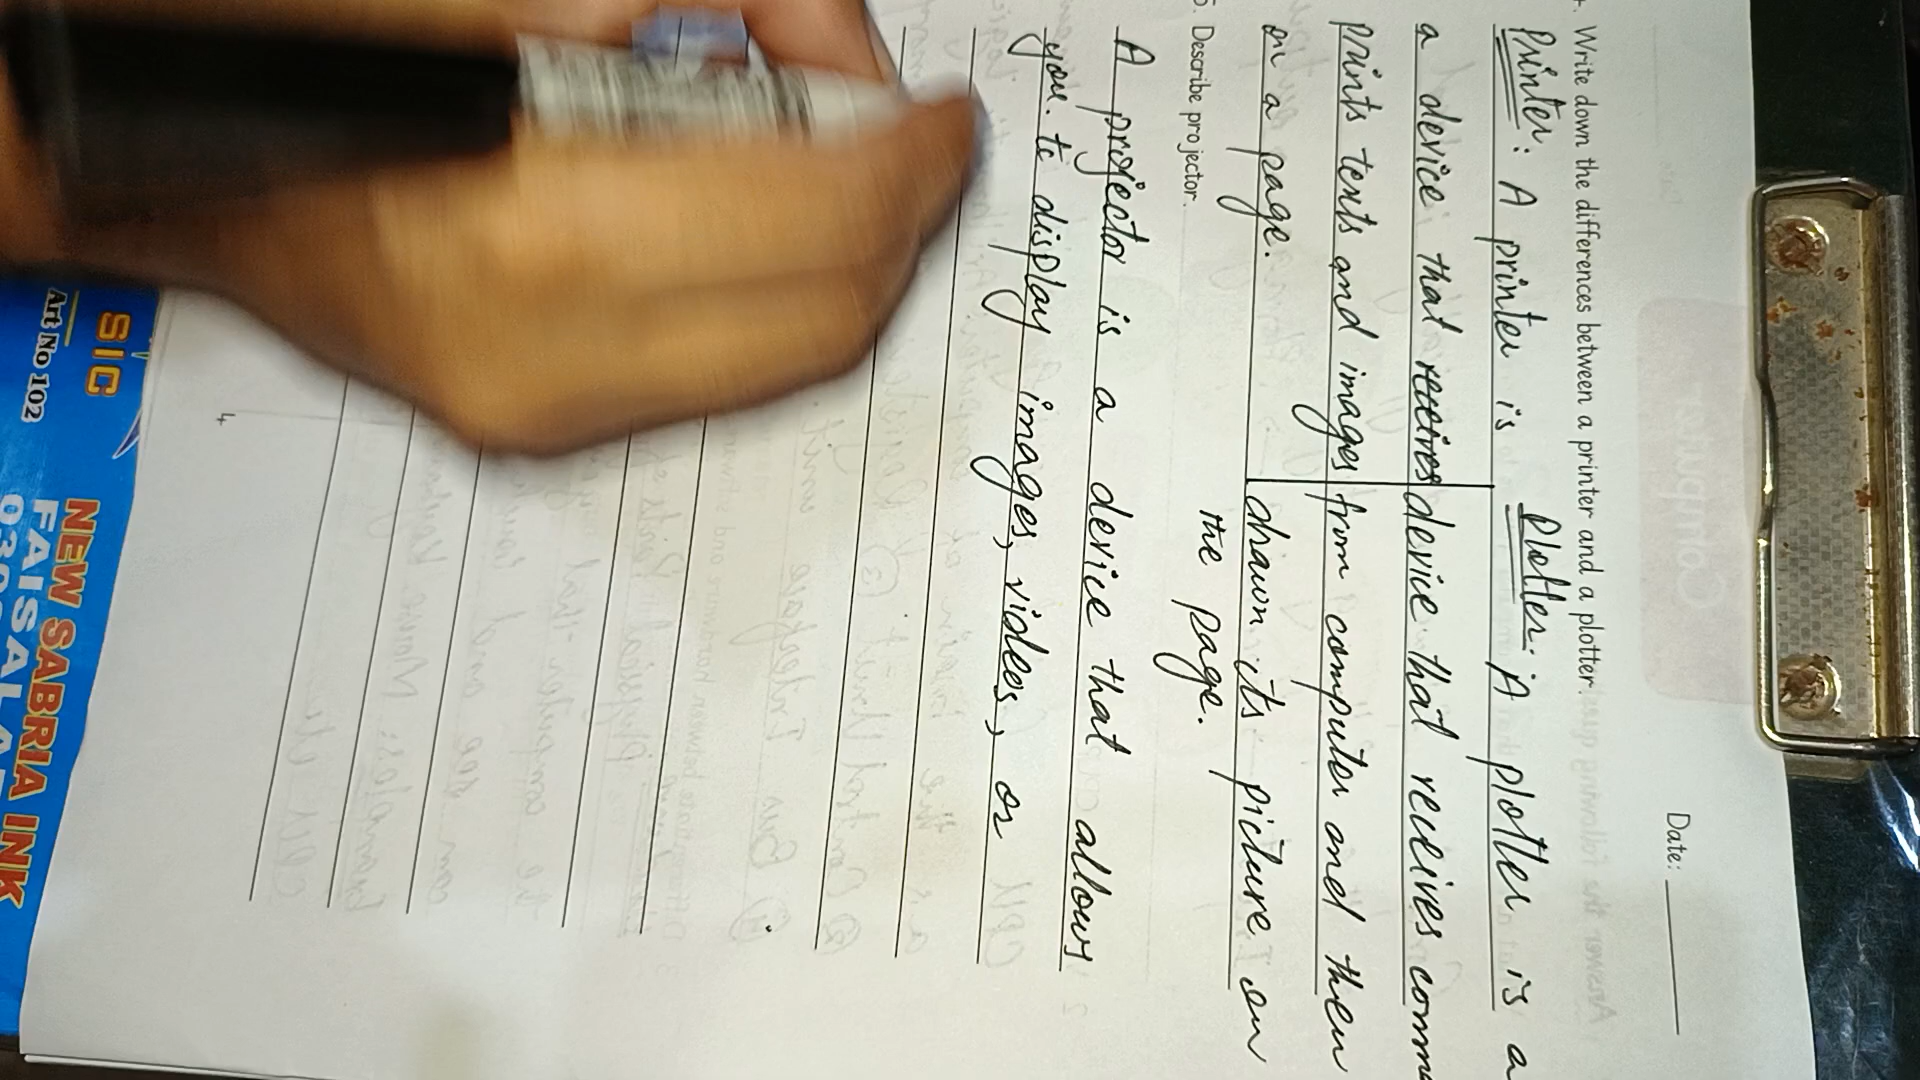 Date:
4. Write down the differences between a printer and a plotter.
Printer: A printer is
a device that receives
prints texts and images
on a page.
Plotter: A plotter is a
device that receives comm
from computer and then
drawn its picture on
the page.
5. Describe projector.
A projector is a device that allows
you to display images, videos, or
4
SIC
Art No 102
NEW SABRIA INK
FAISALA